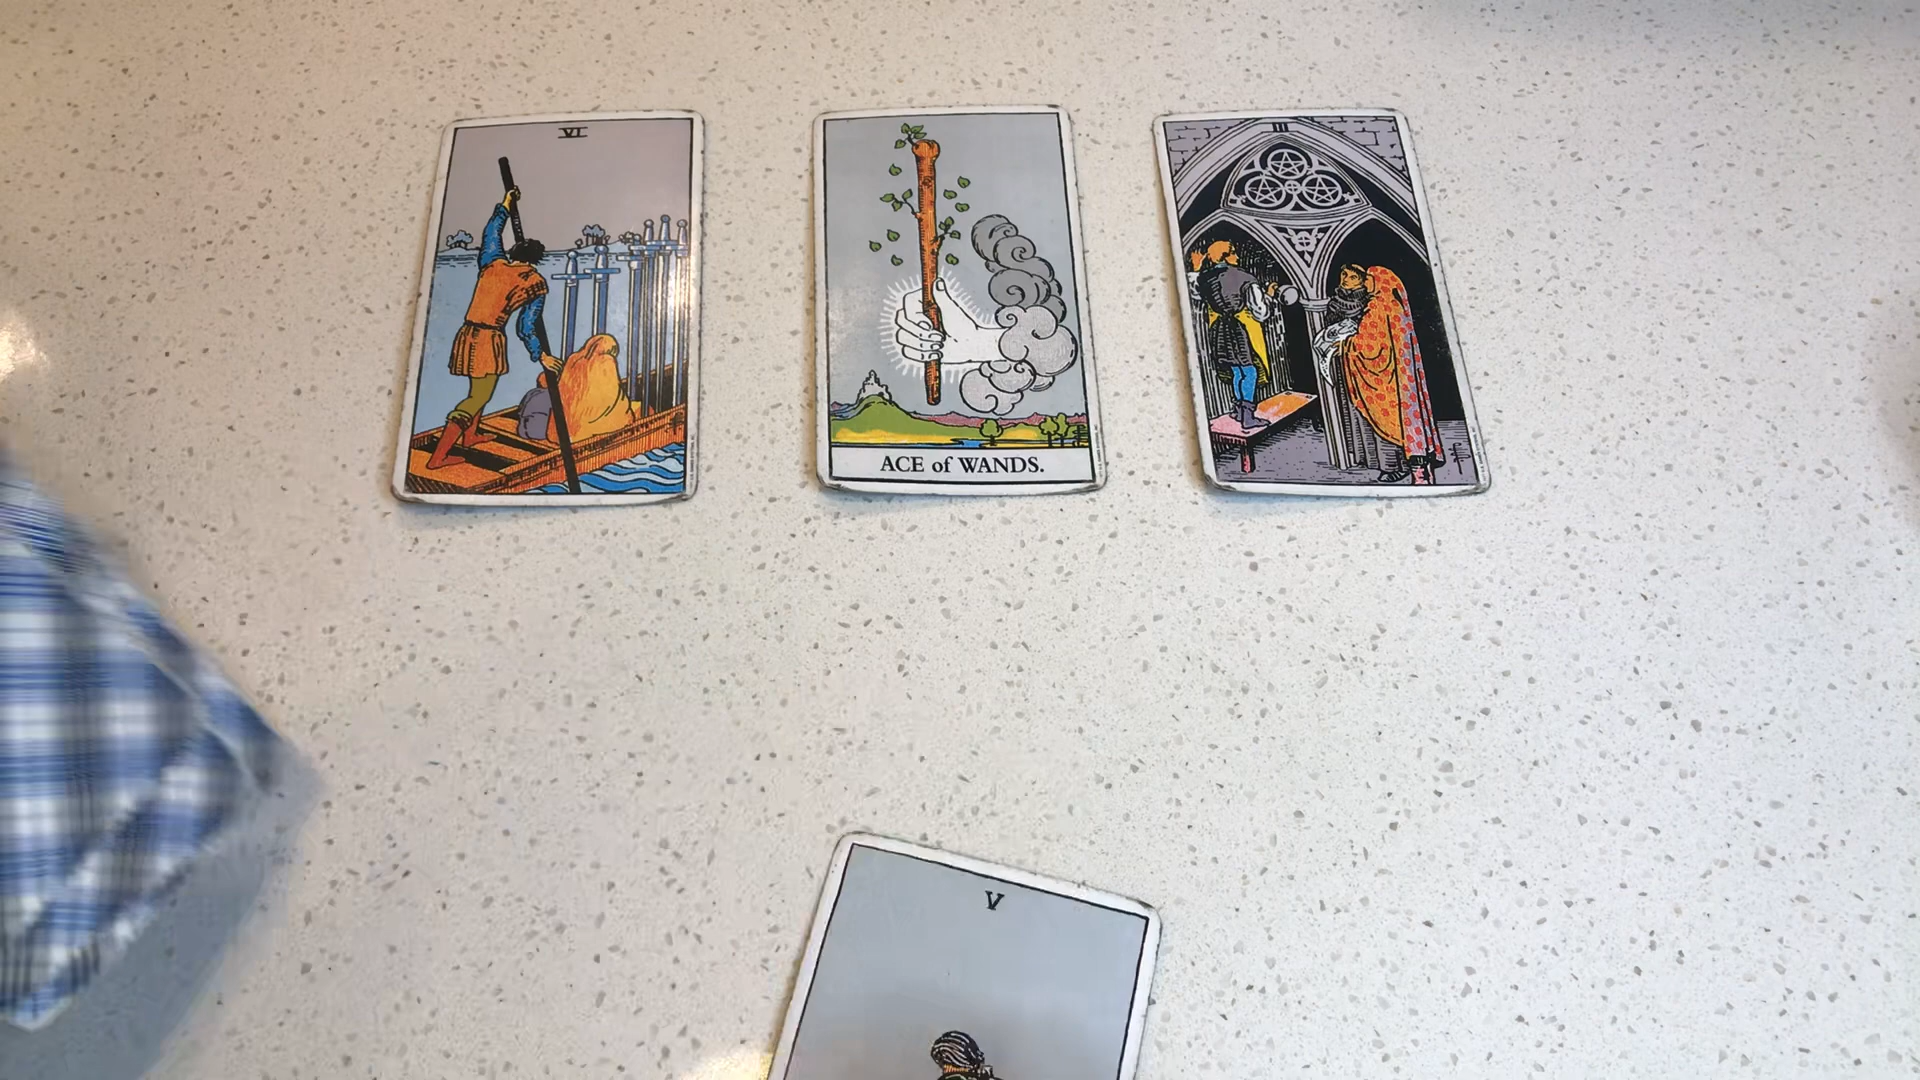 VI
III
ACE of WANDS.
V